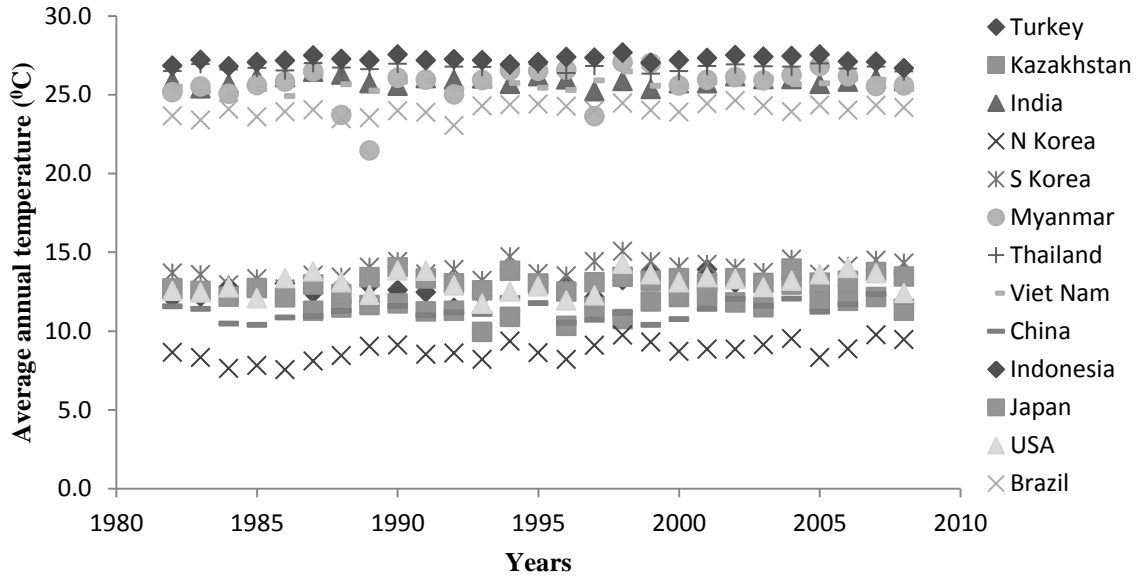 30.0
25.0
20.0
15.0
10.0
5.0
0.0
Average annual temperature (⁰C)
1980 1985 1990 1995 2000 2005 2010
Years
Turkey
Kazakhstan
India
N Korea
S Korea
Myanmar
Thailand
Viet Nam
China
Indonesia
Japan
USA
Brazil